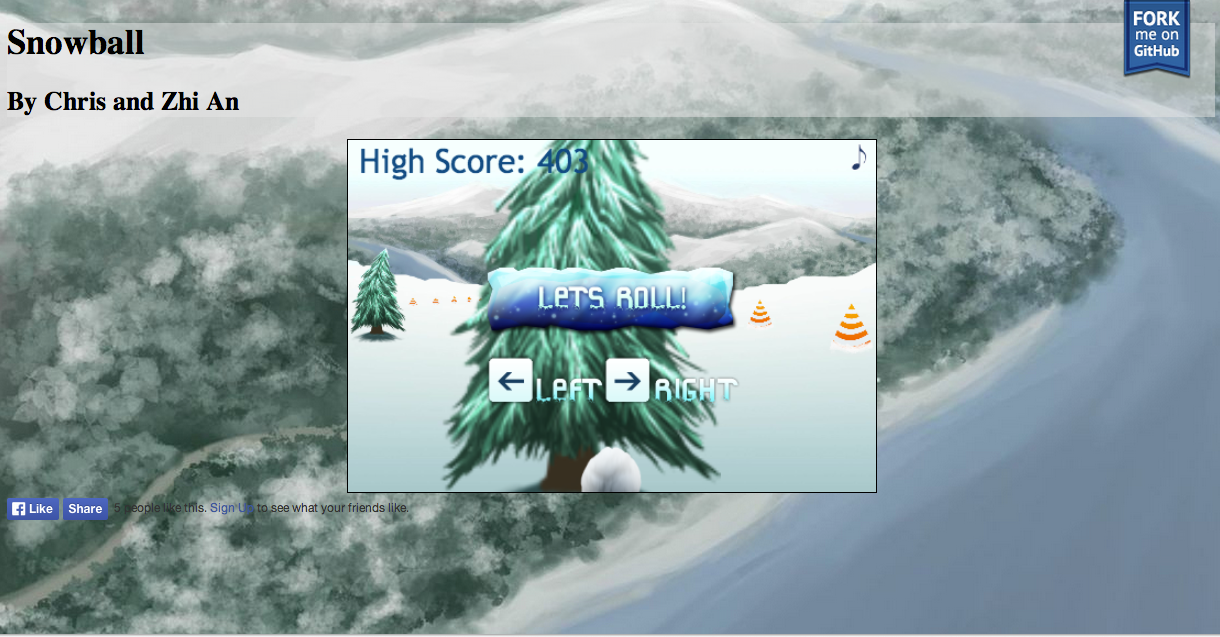 Snowball
By Chris and Zhi An
FORK
me on
GitHub
High Score: 403
LET'S ROLL!
LEFT RIGHT
Like Share 5 people like this. Sign Up to see what your friends like.